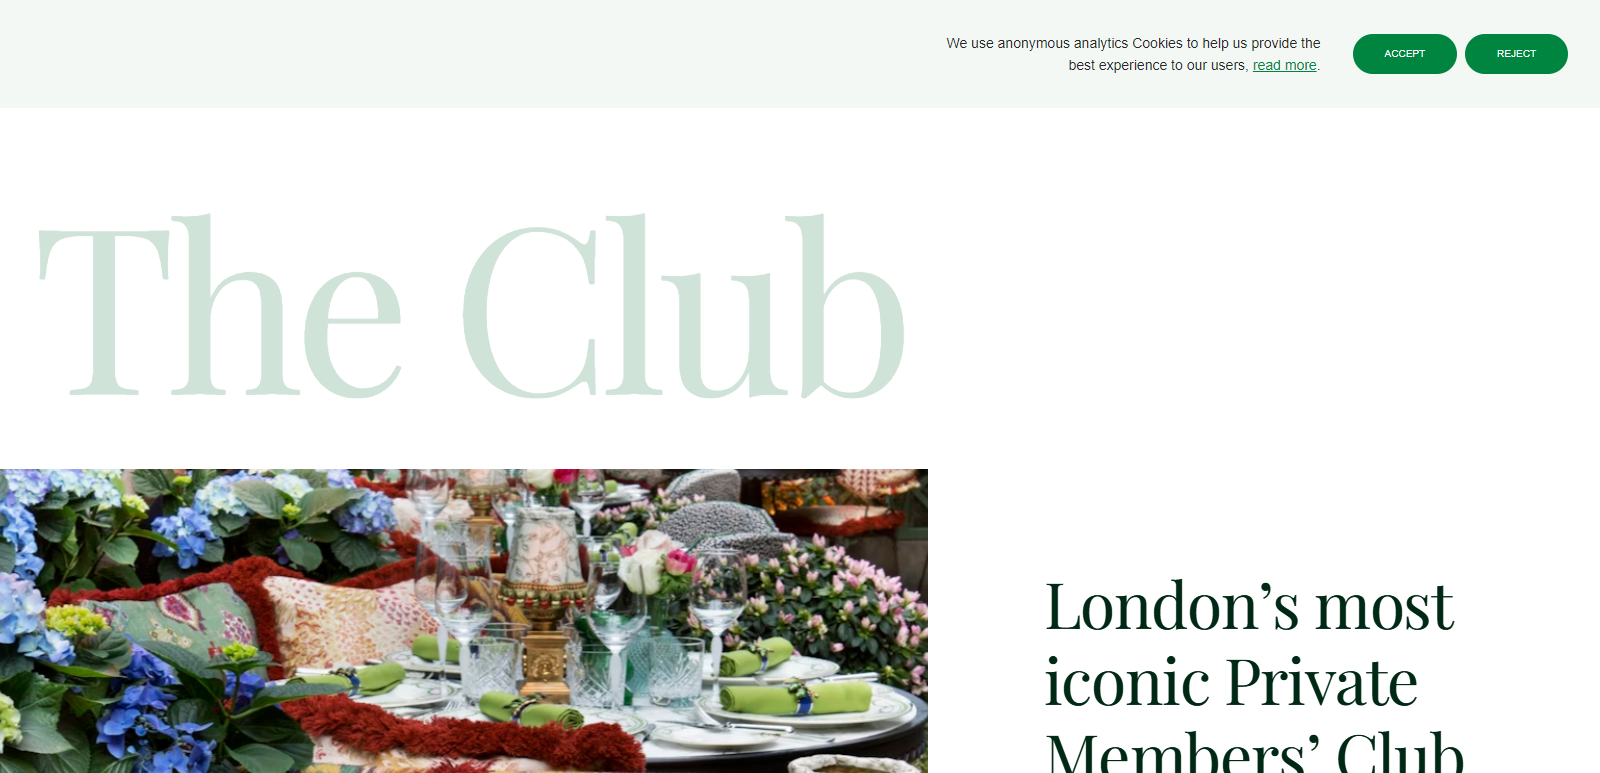 We use anonymous analytics Cookies to help us provide the
best experience to our users, read more.
ACCEPT
REJECT
The Club
London’s most
iconic Private
Members’ Club